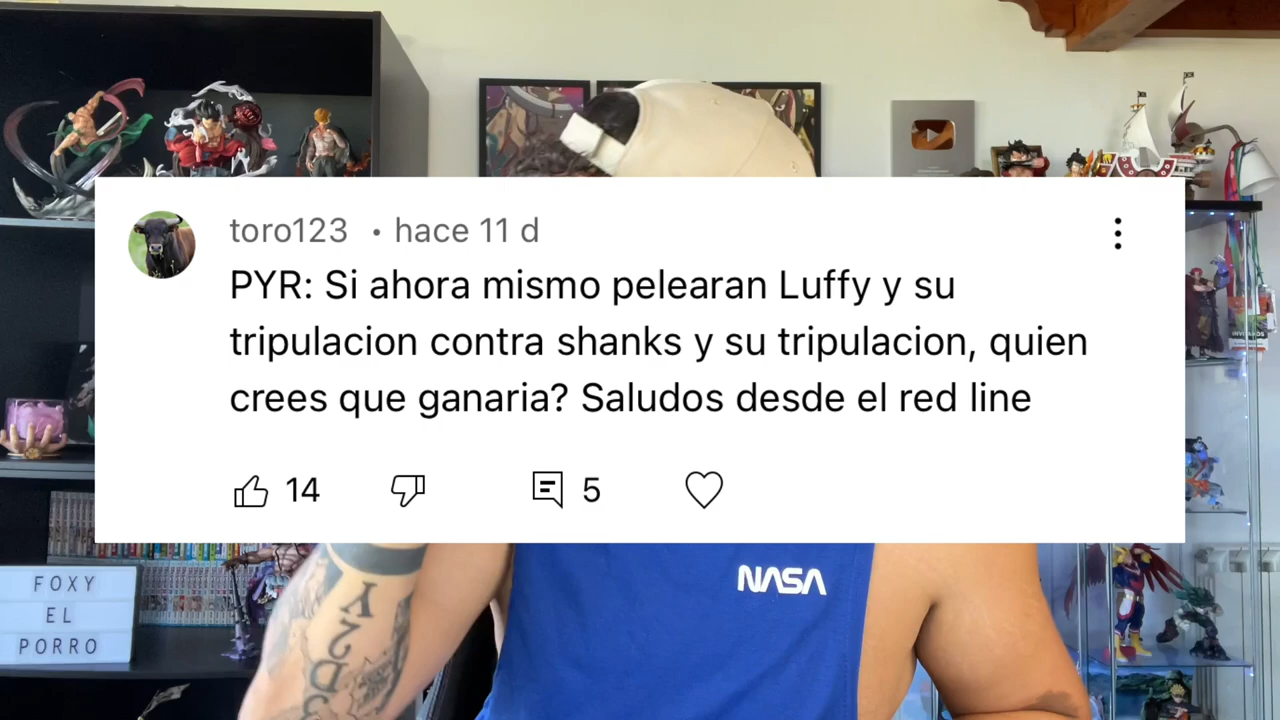 toro123 • hace 11 d
PYR: Si ahora mismo pelearan Luffy y su
tripulacion contra shanks y su tripulacion, quien
crees que ganaria? Saludos desde el red line
14
5
NASA
FOXY
EL
PORRO